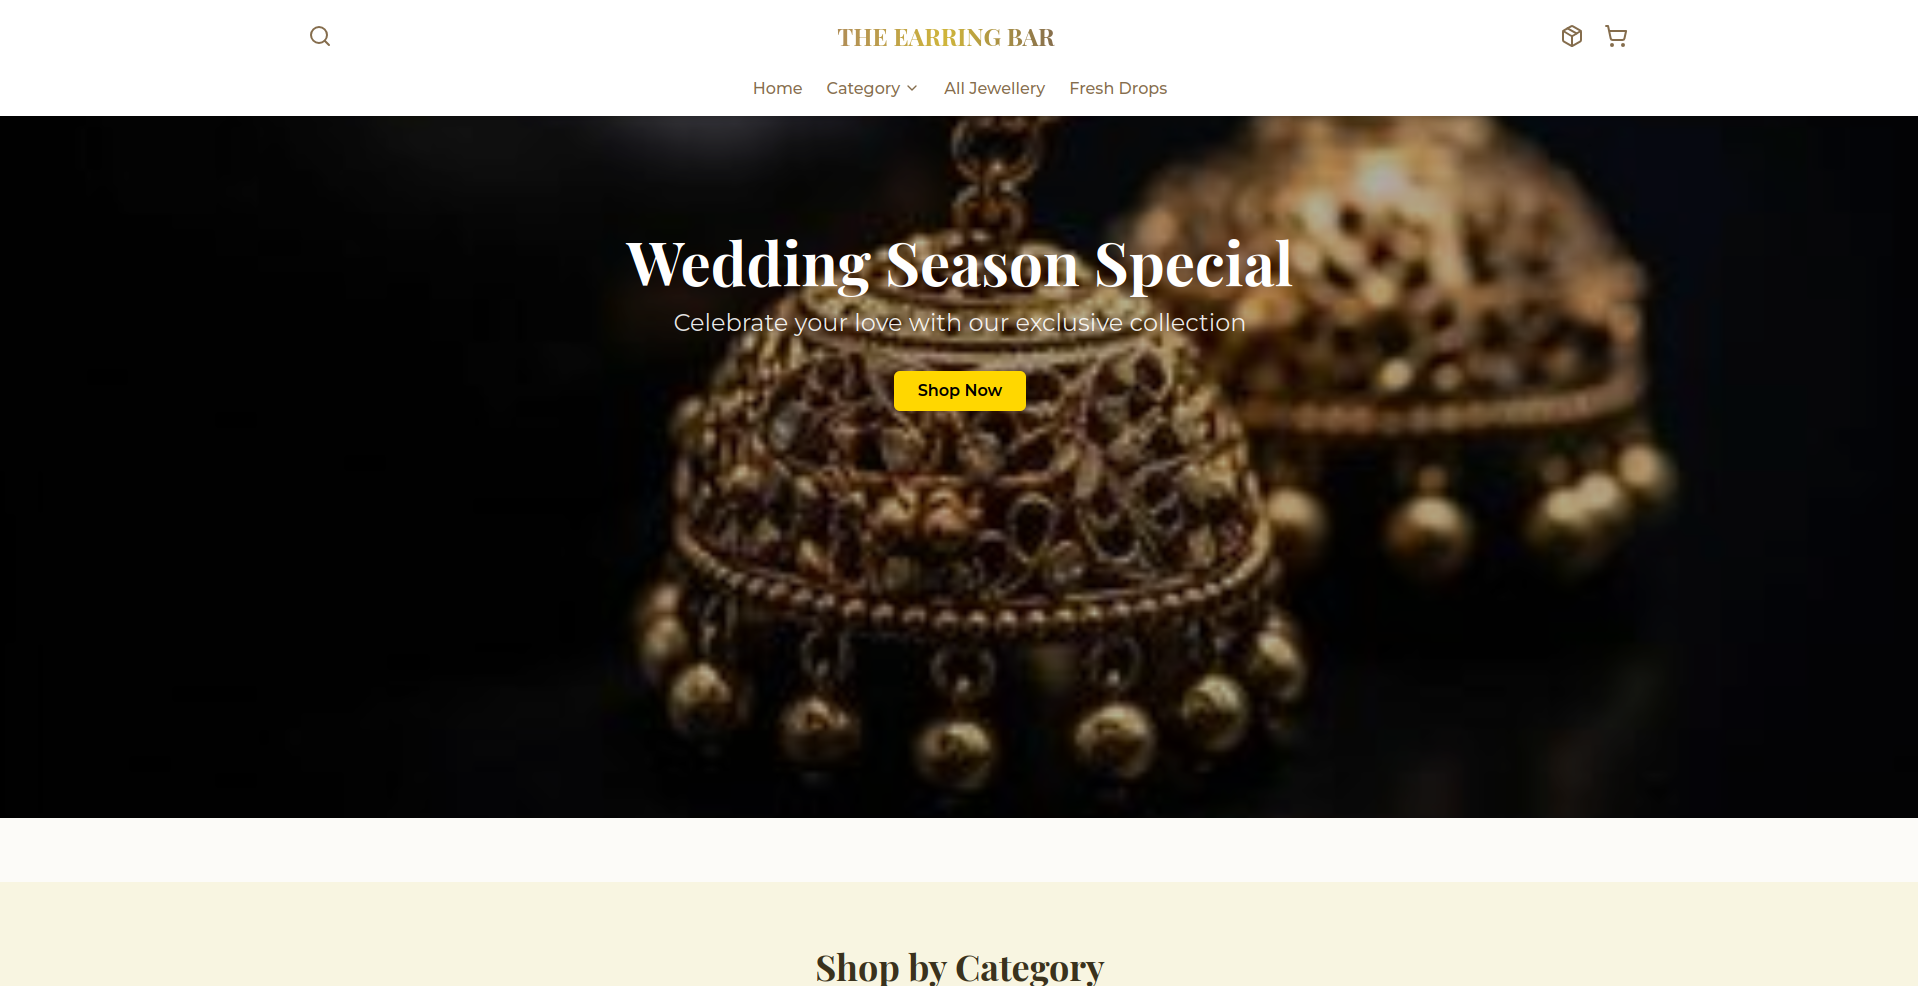 THE EARRING BAR
Home Category All Jewellery Fresh Drops
Wedding Season Special
Celebrate your love with our exclusive collection
Shop Now
Shop by Category